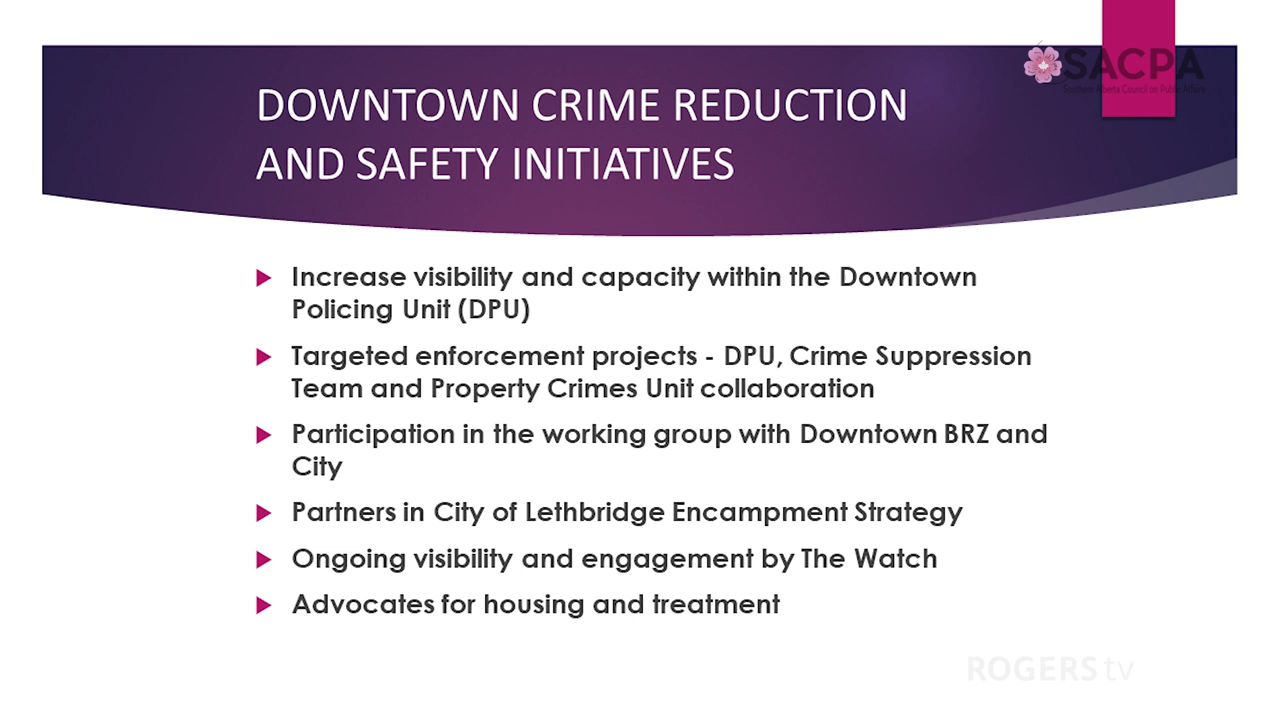 SACPA
Southern Alberta Council on Public Affairs
DOWNTOWN CRIME REDUCTION
AND SAFETY INITIATIVES
Increase visibility and capacity within the Downtown
Policing Unit (DPU)
Targeted enforcement projects - DPU, Crime Suppression
Team and Property Crimes Unit collaboration
Participation in the working group with Downtown BRZ and
City
Partners in City of Lethbridge Encampment Strategy
Ongoing visibility and engagement by The Watch
Advocates for housing and treatment
ROGERS tv